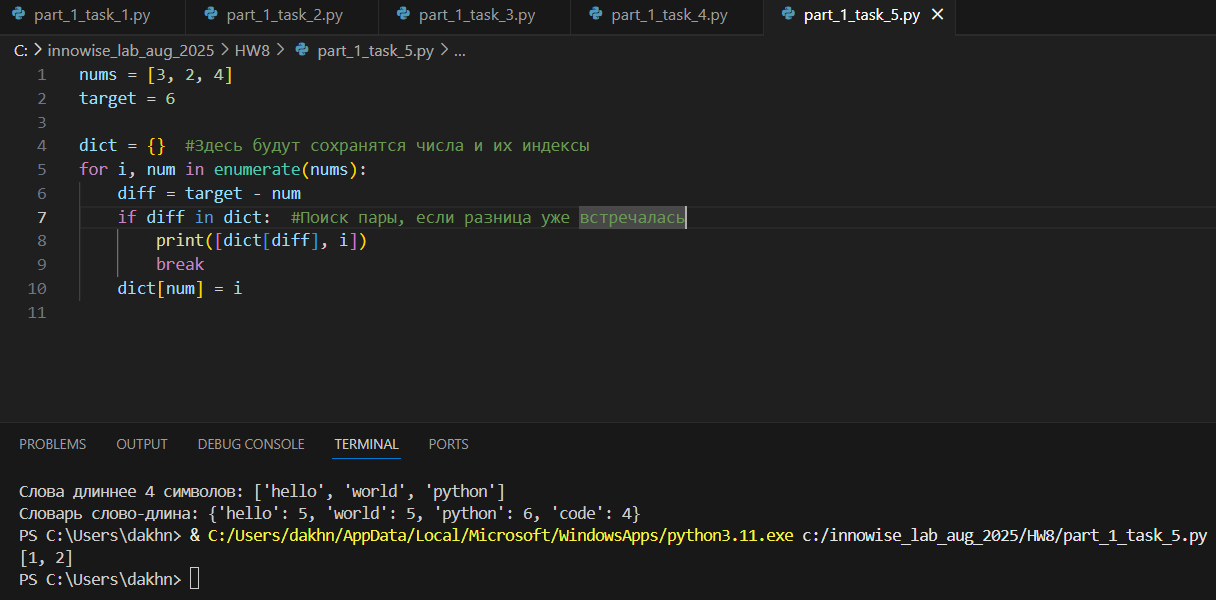 part_1_task_1.py part_1_task_2.py part_1_task_3.py part_1_task_4.py part_1_task_5.py ✕
C: > innowise_lab_aug_2025 > HW8 > part_1_task_5.py > ...
1 nums = [3, 2, 4]
2 target = 6
3
4 dict = {}  #Здесь будут сохранятся числа и их индексы
5 for i, num in enumerate(nums):
6     diff = target - num
7     if diff in dict:  #Поиск пары, если разница уже встречалась
8         print([dict[diff], i])
9         break
10     dict[num] = i
11
PROBLEMS OUTPUT DEBUG CONSOLE TERMINAL PORTS
Слова длиннее 4 символов: ['hello', 'world', 'python']
Словарь слово-длина: {'hello': 5, 'world': 5, 'python': 6, 'code': 4}
PS C:\Users\dakhn> & C:/Users/dakhn/AppData/Local/Microsoft/WindowsApps/python3.11.exe c:/innowise_lab_aug_2025/HW8/part_1_task_5.py
[1, 2]
PS C:\Users\dakhn>